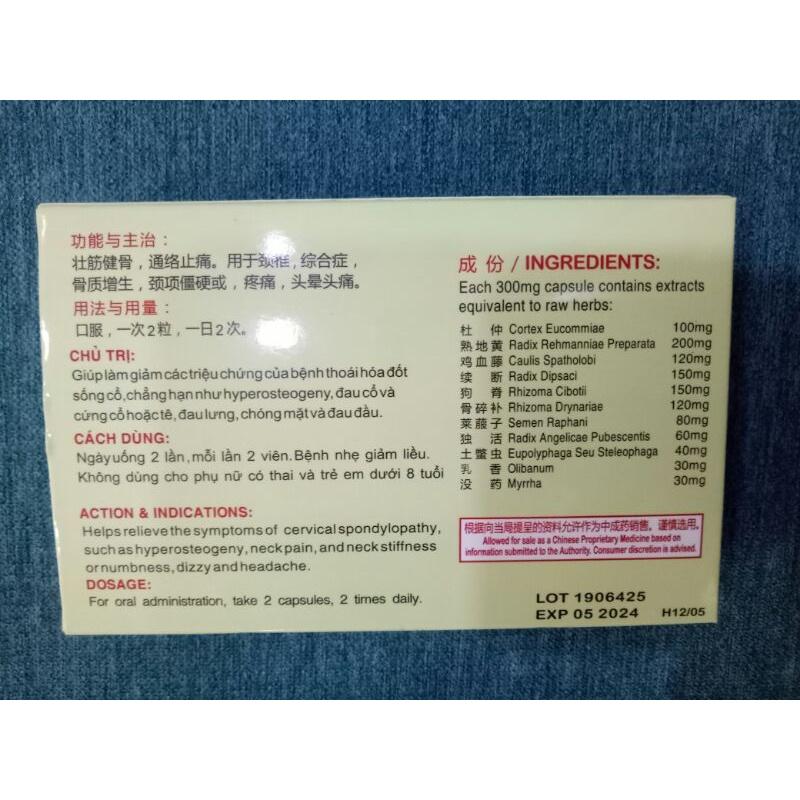 功能与主治：
壮筋健骨，通络止痛。用于颈椎，综合症，
骨质增生，颈项僵硬或，疼痛，头晕头痛。
用法与用量：
口服，一次2粒，一日2次。
CHỦ TRỊ:
Giúp làm giảm các triệu chứng của bệnh thoái hóa đốt
sống cổ, chẳng hạn như hyperosteogeny, đau cổ và
cứng cổ hoặc tê, đau lưng, chóng mặt và đau đầu.
CÁCH DÙNG:
Ngày uống 2 lần, mỗi lần 2 viên. Bệnh nhẹ giảm liều.
Không dùng cho phụ nữ có thai và trẻ em dưới 8 tuổi
ACTION & INDICATIONS:
Helps relieve the symptoms of cervical spondylopathy,
such as hyperosteogeny, neck pain, and neck stiffness
or numbness, dizzy and headache.
DOSAGE:
For oral administration, take 2 capsules, 2 times daily.
成份 / INGREDIENTS:
Each 300mg capsule contains extracts
equivalent to raw herbs:
杜仲 Cortex Eucommiae 100mg
熟地黄 Radix Rehmanniae Preparata 200mg
鸡血藤 Caulis Spatholobi 120mg
续断 Radix Dipsaci 150mg
狗脊 Rhizoma Cibotii 150mg
骨碎补 Rhizoma Drynariae 120mg
莱菔子 Semen Raphani 80mg
独活 Radix Angelicae Pubescentis 60mg
土鳖虫 Eupolyphaga Seu Steleophaga 40mg
乳香 Olibanum 30mg
没药 Myrrha 30mg
根据向当局提呈的资料允许作为中成药销售。谨慎选用。
Allowed for sale as a Chinese Proprietary Medicine based on
information submitted to the Authority. Consumer discretion is advised.
LOT 1906425
EXP 05 2024 H12/05